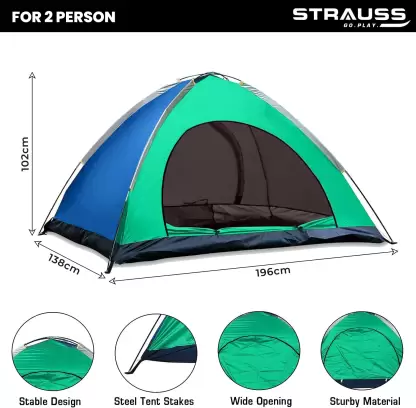 FOR 2 PERSON
STRAUSS
GO. PLAY.
102cm
138cm
196cm
Stable Design
Steel Tent Stakes
Wide Opening
Sturby Material